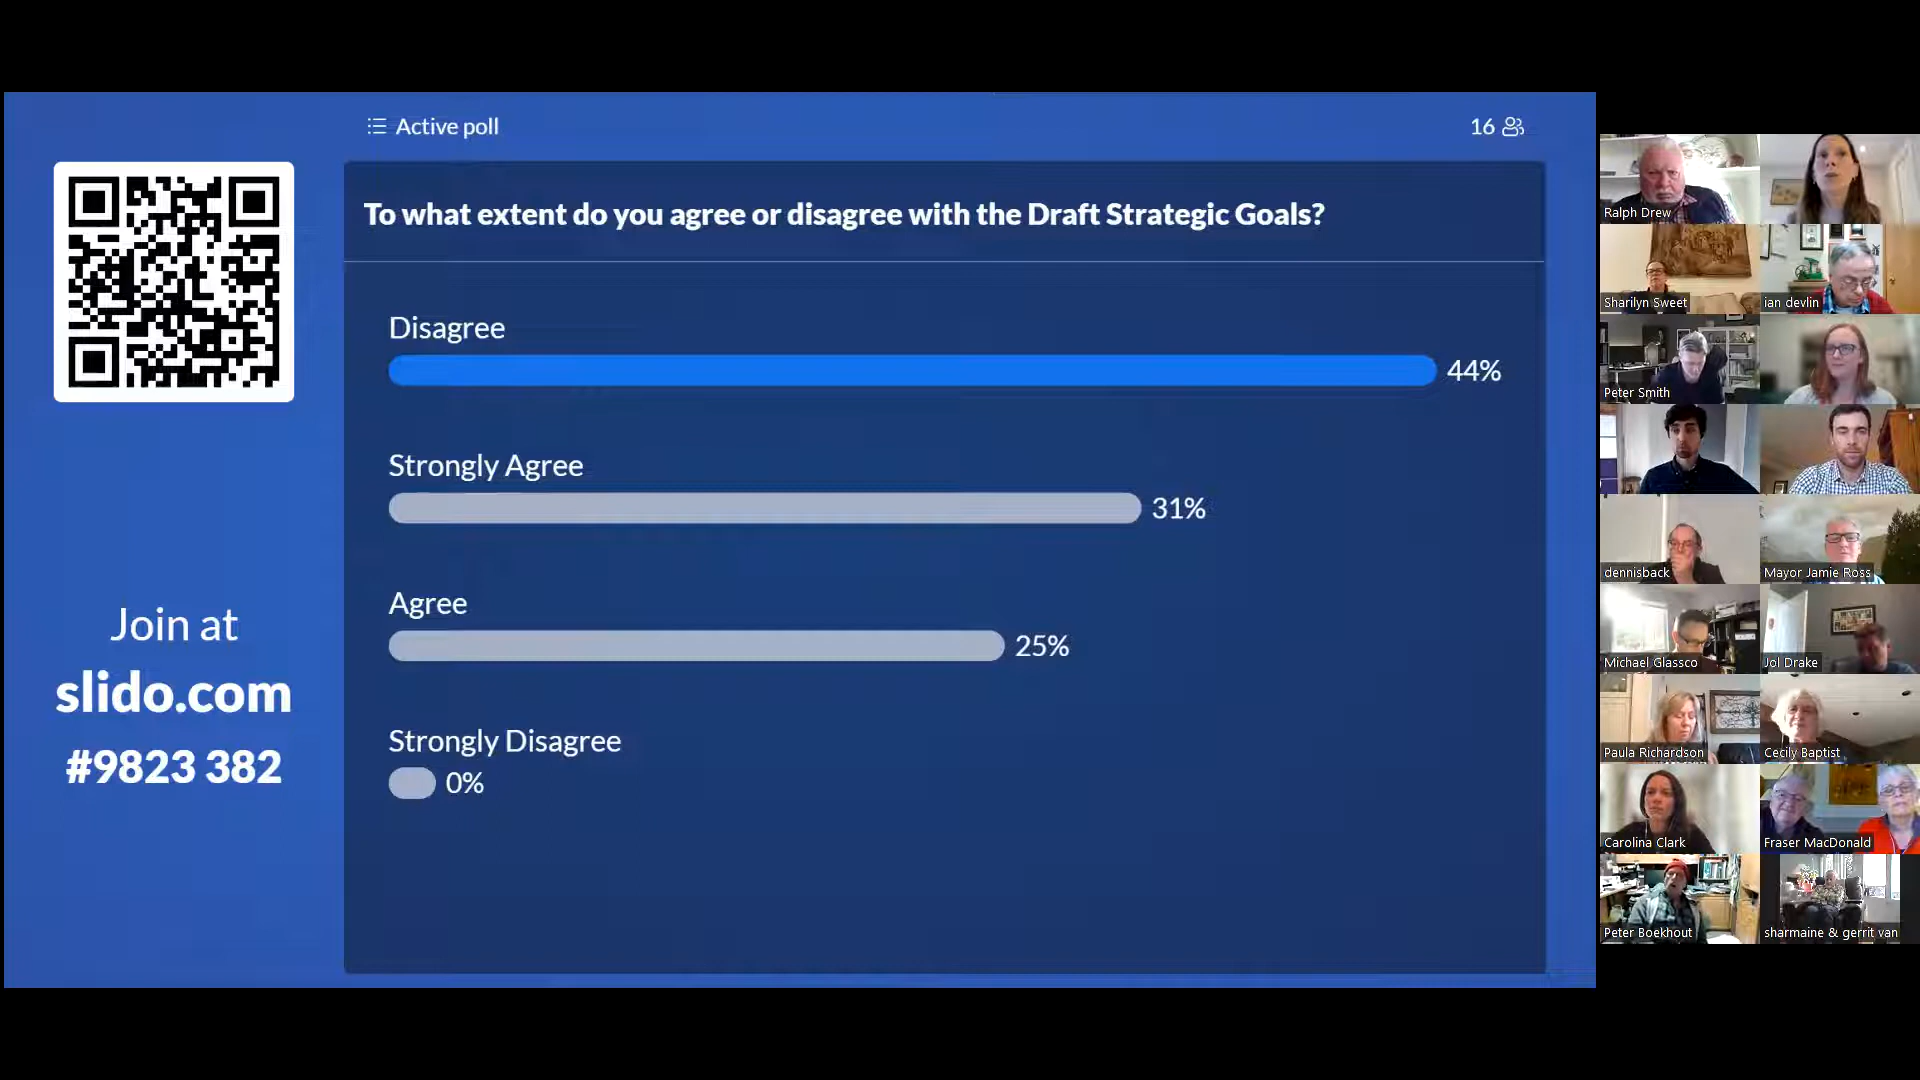 Active poll
16
To what extent do you agree or disagree with the Draft Strategic Goals?
Disagree
44%
Strongly Agree
31%
Agree
25%
Strongly Disagree
0%
Join at
slido.com
#9823 382
Ralph Drew
Sharilyn Sweet
ian devlin
Peter Smith
dennisback
Mayor Jamie Ross
Michael Glassco
Jol Drake
Paula Richardson
Cecily Baptist
Carolina Clark
Fraser MacDonald
Peter Boekhout
sharmaine & gerrit van